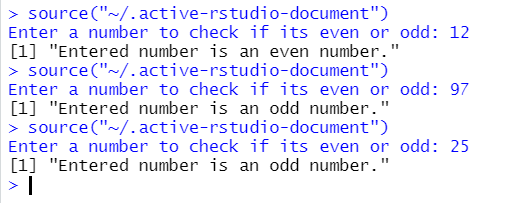 > source("~/.active-rstudio-document")
Enter a number to check if its even or odd: 12
[1] "Entered number is an even number."
> source("~/.active-rstudio-document")
Enter a number to check if its even or odd: 97
[1] "Entered number is an odd number."
> source("~/.active-rstudio-document")
Enter a number to check if its even or odd: 25
[1] "Entered number is an odd number."
>